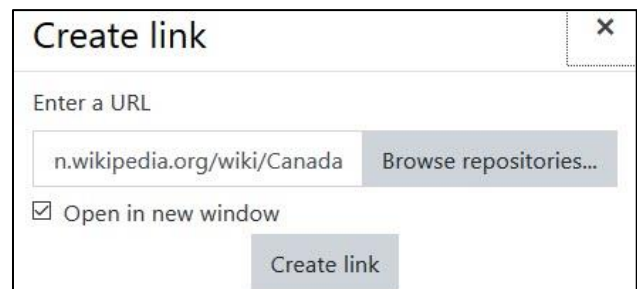 Create link ×
Enter a URL
n.wikipedia.org/wiki/Canada Browse repositories...
Open in new window
Create link